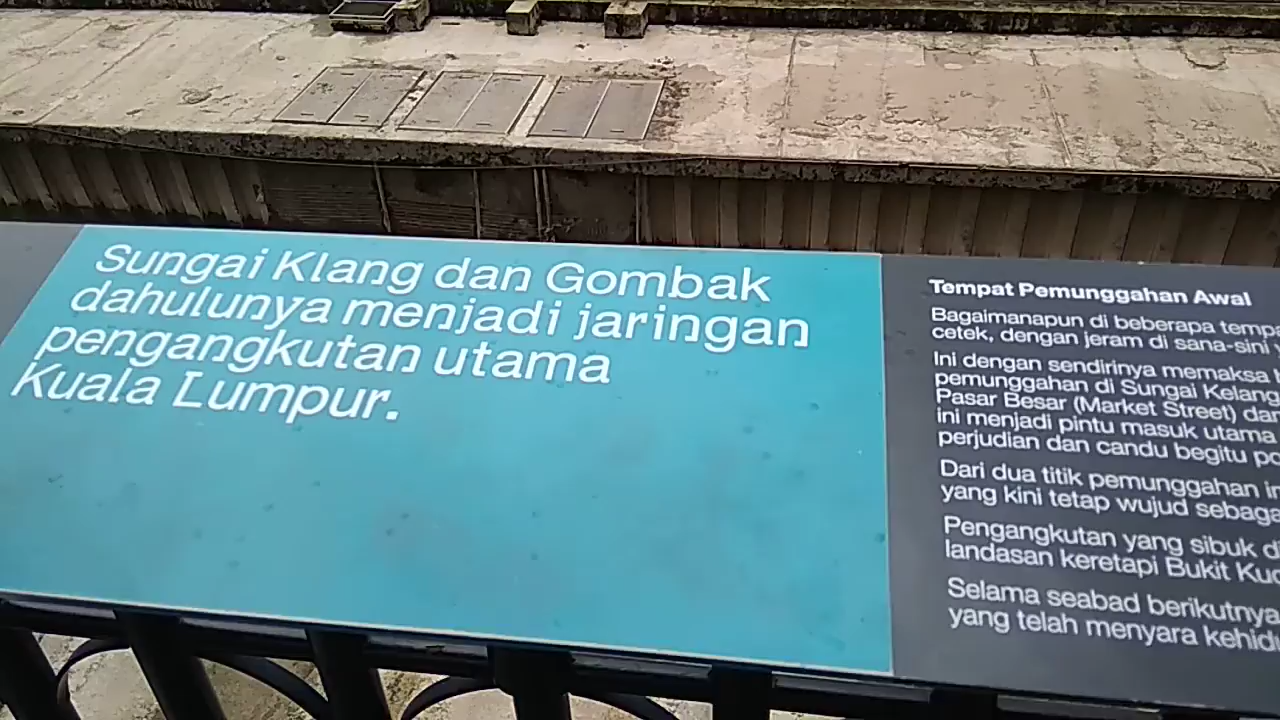 Sungai Klang dan Gombak
dahulunya menjadi jaringan
pengangkutan utama
Kuala Lumpur.
Tempat Pemunggahan Awal
Bagaimanapun di beberapa
cetek, dengan jeram di sana-sini
Ini dengan sendirinya memaksa
pemunggahan di Sungai Kelang
Pasar Besar (Market Street)
ini menjadi pintu masuk utama
perjudian dan candu begitu
Dari dua titik pemunggahan
yang kini tetap wujud
Pengangkutan yang sibuk
landasan keretapi Bukit
Selama seabad berikutnya
yang telah menyara